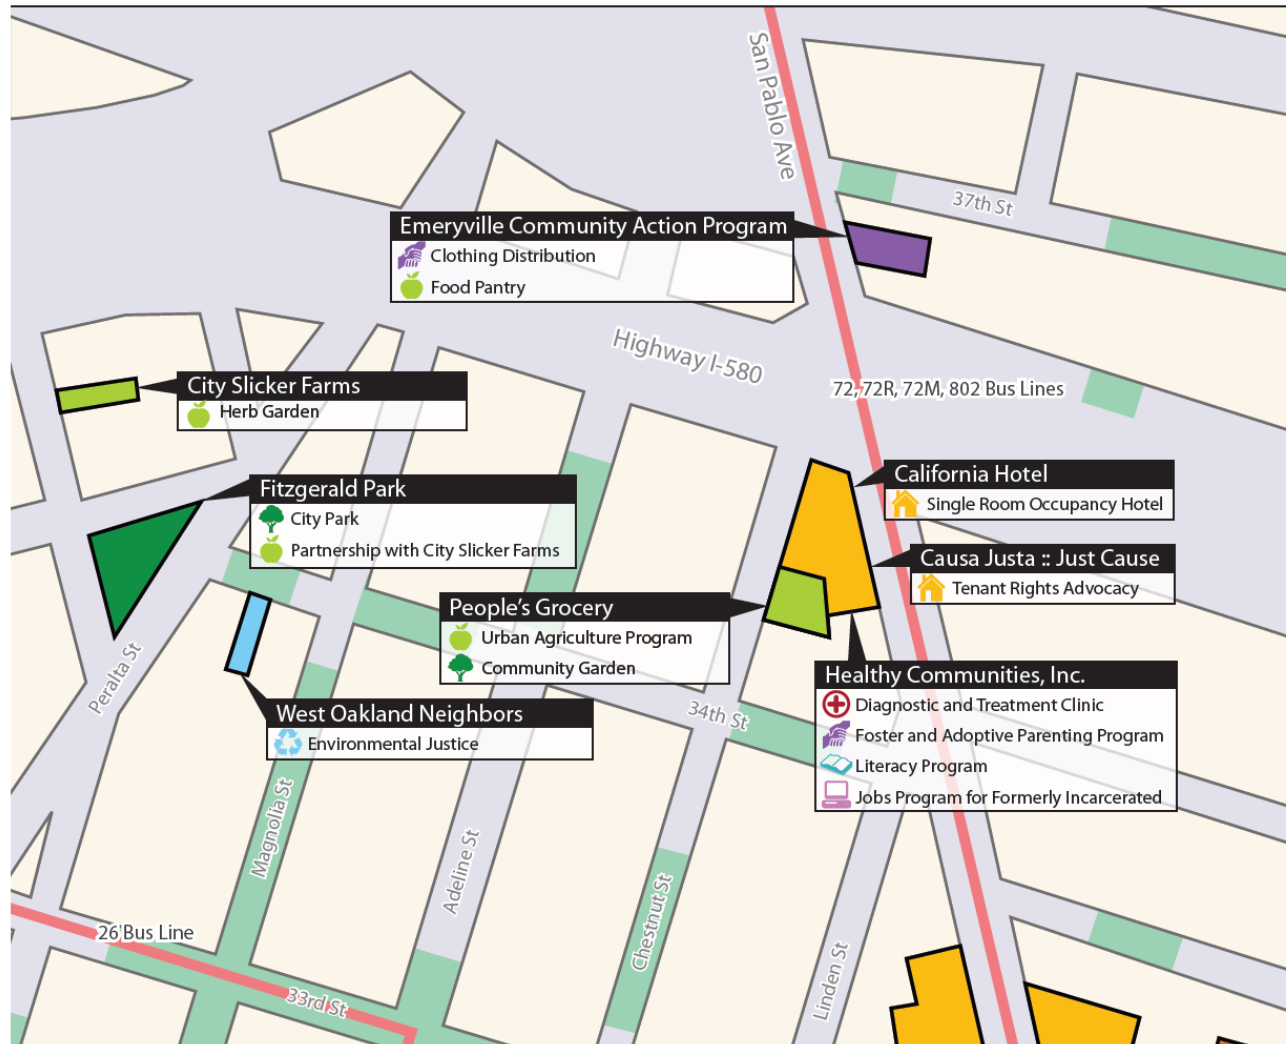 San Pablo Ave
37th St
Emeryville Community Action Program
Clothing Distribution
Food Pantry
Highway I-580
72, 72R, 72M, 802 Bus Lines
City Slicker Farms
Herb Garden
California Hotel
Single Room Occupancy Hotel
Fitzgerald Park
City Park
Partnership with City Slicker Farms
Causa Justa :: Just Cause
Tenant Rights Advocacy
People's Grocery
Urban Agriculture Program
Community Garden
Peralta St
Healthy Communities, Inc.
Diagnostic and Treatment Clinic
Foster and Adoptive Parenting Program
Literacy Program
Jobs Program for Formerly Incarcerated
34th St
West Oakland Neighbors
Environmental Justice
Magnolia St
Adeline St
Chestnut St
Linden St
26 Bus Line
33rd St